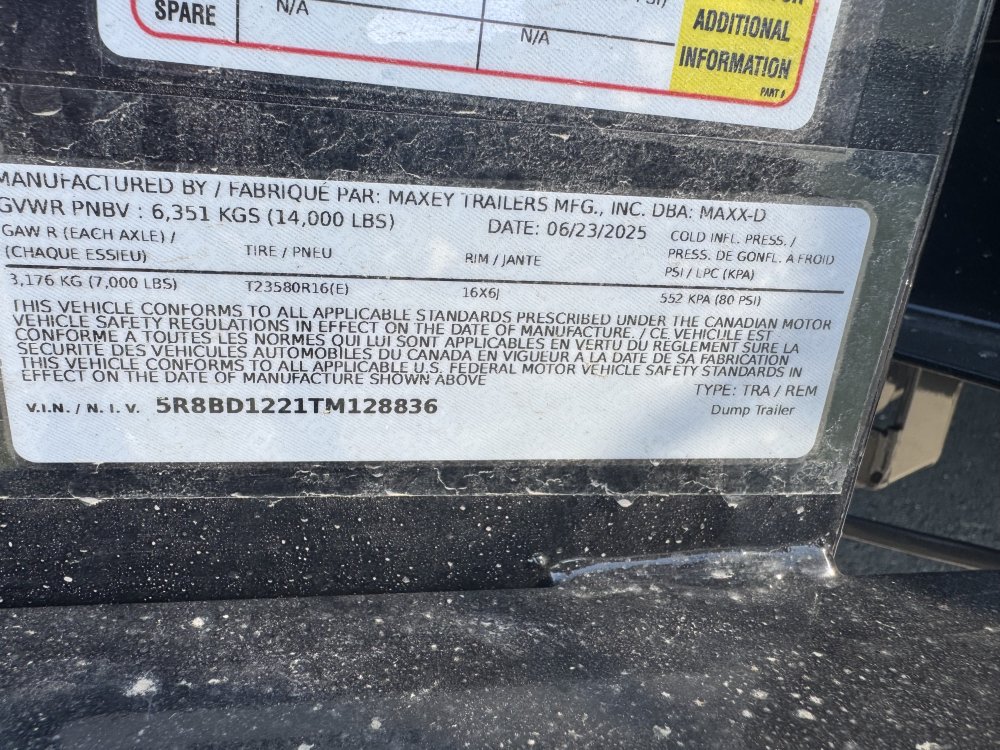 SPARE N/A
N/A
ADDITIONAL
INFORMATION
PART #
MANUFACTURED BY / FABRIQUÉ PAR: MAXEY TRAILERS MFG., INC. DBA: MAXX-D
GVWR PNBV : 6,351 KGS (14,000 LBS) DATE: 06/23/2025
GAW R (EACH AXLE) / TIRE / PNEU RIM / JANTE COLD INFL. PRESS. /
(CHAQUE ESSIEU) PRESS. DE GONFL. A FROID
PSI / LPC (KPA)
3,176 KG (7,000 LBS) T23580R16(E) 16X6J 552 KPA (80 PSI)
THIS VEHICLE CONFORMS TO ALL APPLICABLE STANDARDS PRESCRIBED UNDER THE CANADIAN MOTOR
VEHICLE SAFETY REGULATIONS IN EFFECT ON THE DATE OF MANUFACTURE. / CE VEHICULE EST
CONFORME A TOUTES LES NORMES QUI LUI SONT APPLICABLES EN VERTU DU REGLEMENT SURE LA
SECURITE DES VEHICULES AUTOMOBILES DU CANADA EN VIGUEUR A LA DATE DE SA FABRICATION
THIS VEHICLE CONFORMS TO ALL APPLICABLE U.S. FEDERAL MOTOR VEHICLE SAFETY STANDARDS IN
EFFECT ON THE DATE OF MANUFACTURE SHOWN ABOVE
TYPE: TRA / REM
V.I.N. / N. I. V. 5R8BD1221TM128836 Dump Trailer